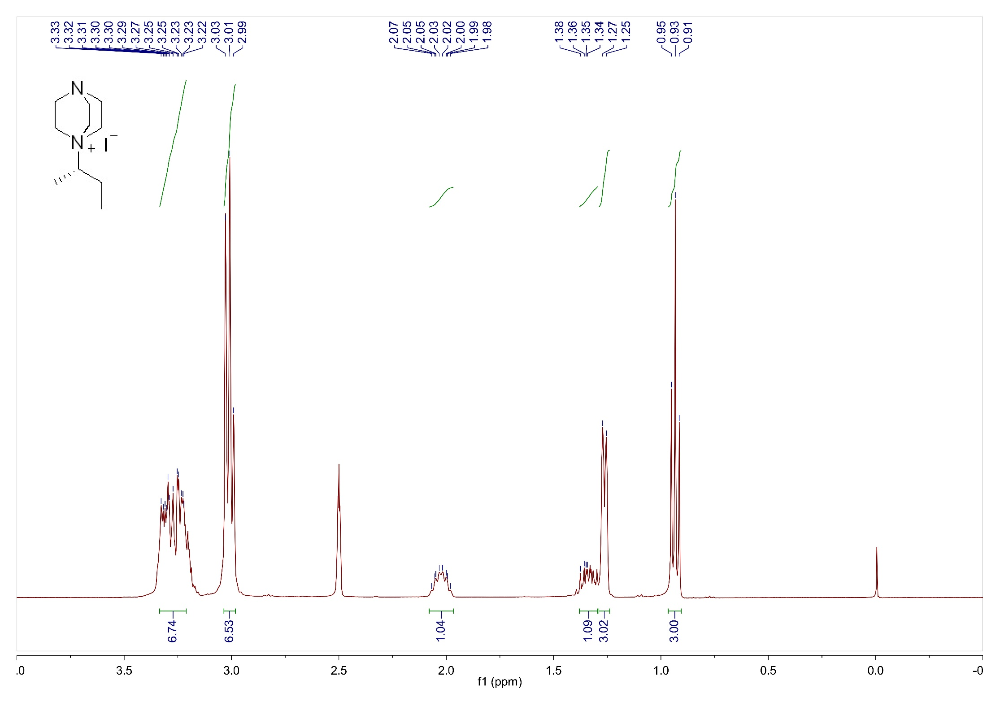 3.33 3.32 3.31 3.30 3.30 3.29 3.27 3.25 3.25 3.23 3.23 3.22 3.03 3.01 2.99 2.07 2.05 2.05 2.03 2.02 2.00 1.99 1.98 1.38 1.36 1.35 1.34 1.27 1.25 0.95 0.93 0.91
N
N + I −
6.74 6.53 1.04 1.09 3.02 3.00
.0 3.5 3.0 2.5 2.0 1.5 1.0 0.5 0.0 -0
f1 (ppm)